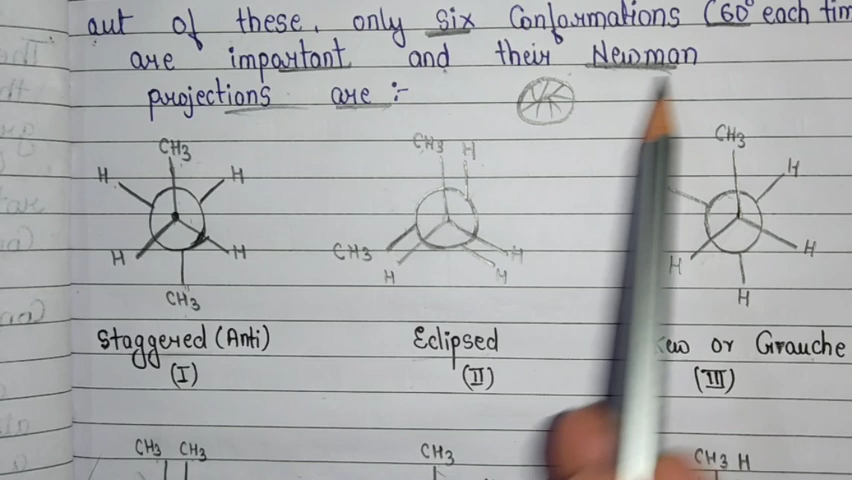 out of these, only six Conformations (60° each tim
are important and their Newman
projections are :-
CH3 CH3 H CH3
H H H
CH3
H H H H H H
CH3 H
Staggered (Anti) Eclipsed ew or Grauche
(I) (II) (III)
CH3 CH3 CH3 CH3 H